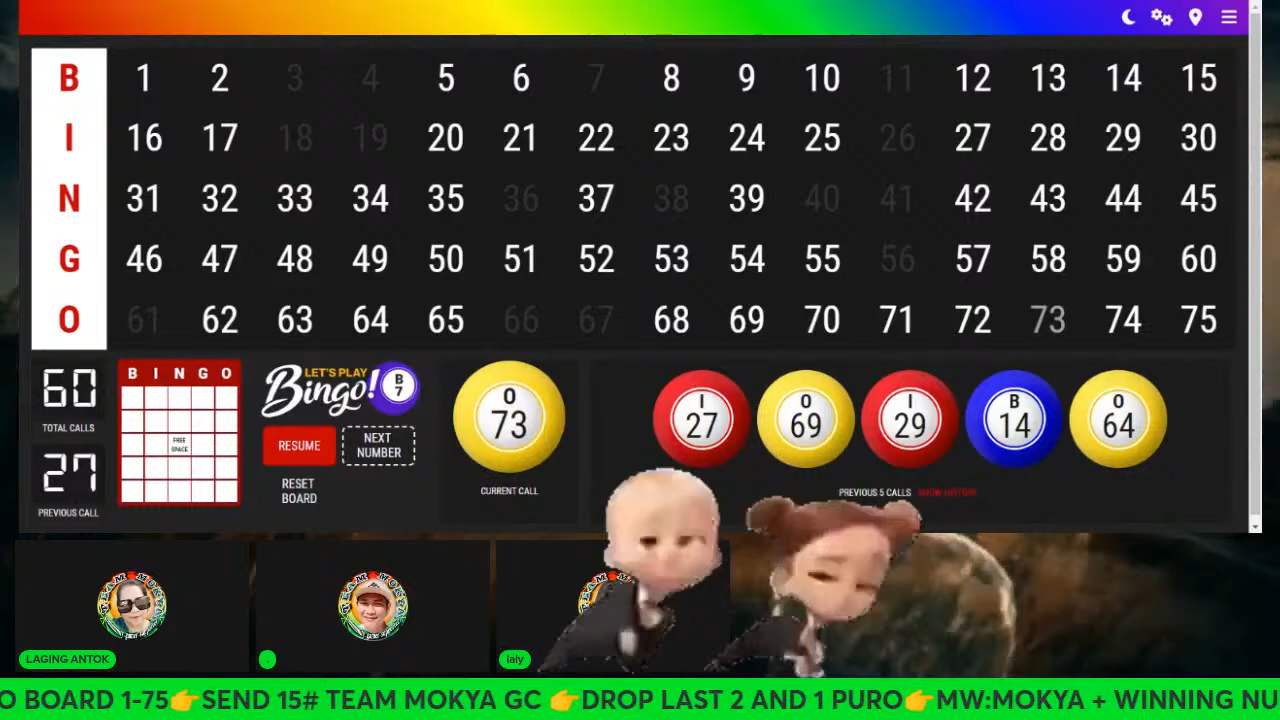 B 1 2 3 4 5 6 7 8 9 10 11 12 13 14 15
I 16 17 18 19 20 21 22 23 24 25 26 27 28 29 30
N 31 32 33 34 35 36 37 38 39 40 41 42 43 44 45
G 46 47 48 49 50 51 52 53 54 55 56 57 58 59 60
O 61 62 63 64 65 66 67 68 69 70 71 72 73 74 75
60
TOTAL CALLS
27
PREVIOUS CALL
B I N G O
FREE
SPACE
LET'S PLAY
Bingo!
B
7
RESUME
NEXT
NUMBER
RESET
BOARD
O
73
CURRENT CALL
I
27
O
69
I
29
B
14
O
64
PREVIOUS 5 CALLS SHOW HISTORY
LAGING ANTOK
.
laly
O BOARD 1-75👉SEND 15# TEAM MOKYA GC 👉DROP LAST 2 AND 1 PURO👉MW:MOKYA + WINNING NU